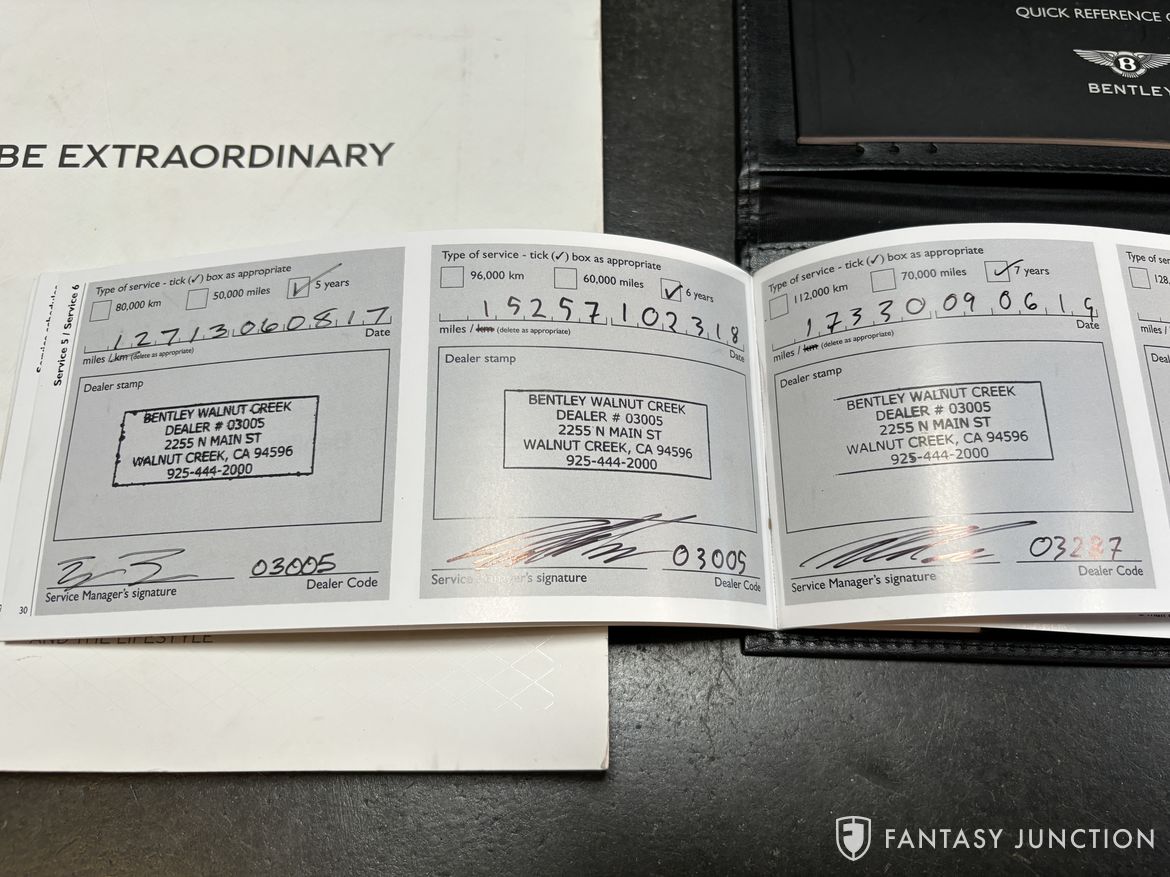 BE EXTRAORDINARY
QUICK REFERENCE
BENTLEY
Service 5 / Service 6
Type of service - tick (✓) box as appropriate
80,000 km
50,000 miles
✓ 5 years
12713 060817
miles / km (delete as appropriate)
Date
Dealer stamp
BENTLEY WALNUT CREEK
DEALER # 03005
2255 N MAIN ST
WALNUT CREEK, CA 94596
925-444-2000
03005
Service Manager's signature
Dealer Code
30
Type of service - tick (✓) box as appropriate
96,000 km
60,000 miles
✓ 6 years
15257 102318
miles / km (delete as appropriate)
Date
Dealer stamp
BENTLEY WALNUT CREEK
DEALER # 03005
2255 N MAIN ST
WALNUT CREEK, CA 94596
925-444-2000
03005
Service Manager's signature
Dealer Code
Type of service - tick (✓) box as appropriate
112,000 km
70,000 miles
✓ 7 years
17330 090619
miles / km (delete as appropriate)
Date
Dealer stamp
BENTLEY WALNUT CREEK
DEALER # 03005
2255 N MAIN ST
WALNUT CREEK, CA 94596
925-444-2000
03287
Service Manager's signature
Dealer Code
AND THE LIFESTYLE
FANTASY JUNCTION